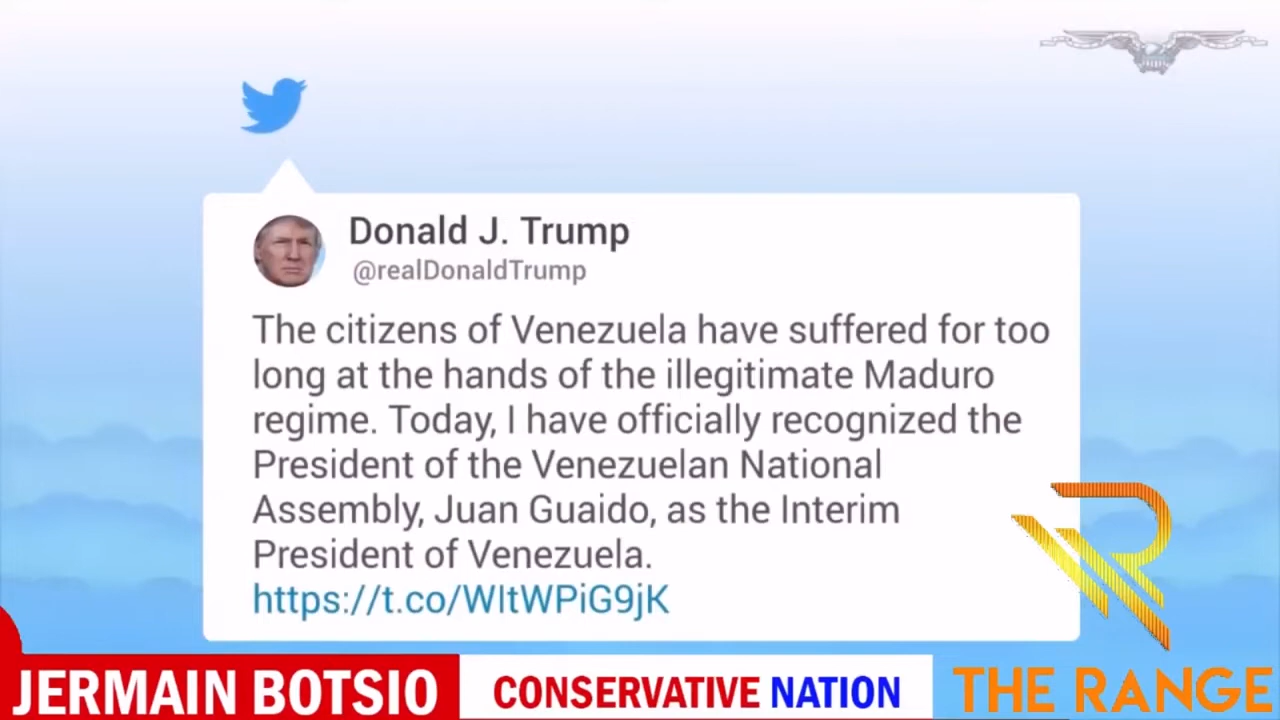 Donald J. Trump
@realDonaldTrump
The citizens of Venezuela have suffered for too
long at the hands of the illegitimate Maduro
regime. Today, I have officially recognized the
President of the Venezuelan National
Assembly, Juan Guaido, as the Interim
President of Venezuela.
https://t.co/WItWPiG9jK
JERMAIN BOTSIO
CONSERVATIVE NATION
THE RANGE